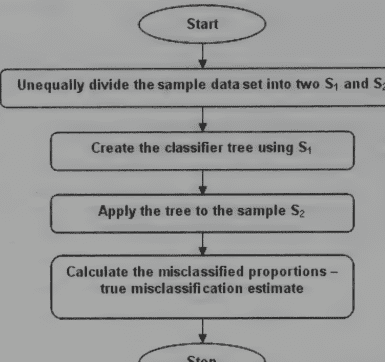 Start
Unequally divide the sample data set into two S₁ and S₂
Create the classifier tree using S₁
Apply the tree to the sample S₂
Calculate the misclassified proportions –
true misclassification estimate
Stop